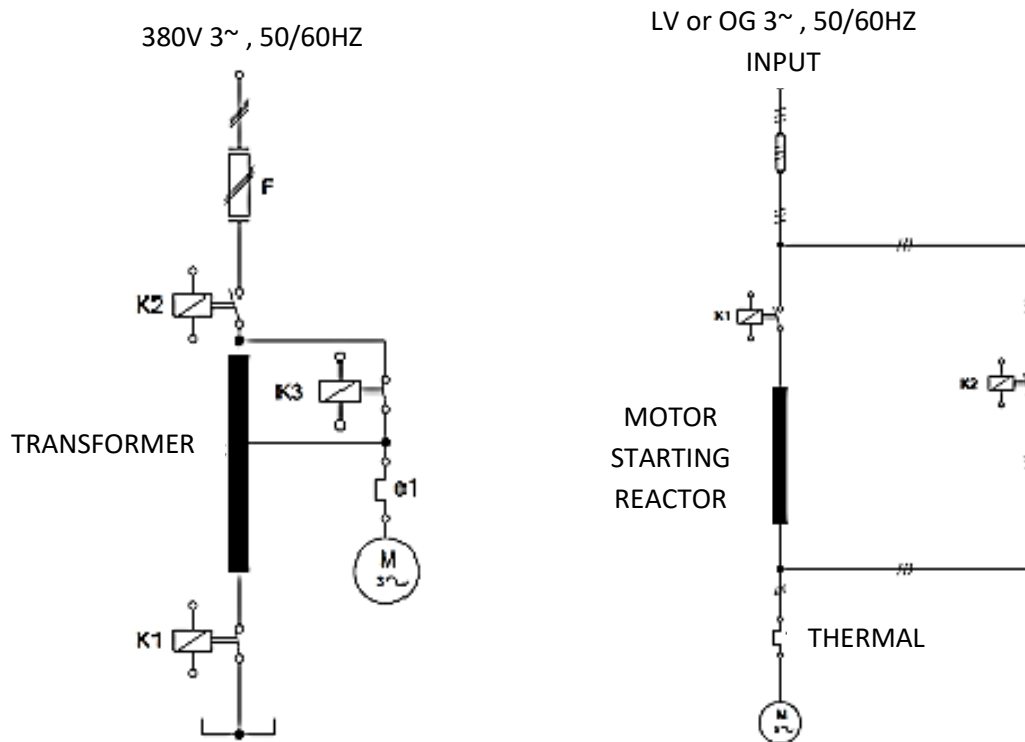 380V 3~ , 50/60HZ
F
K2
K3
TRANSFORMER
e1
M
3~
K1
LV or OG 3~ , 50/60HZ
INPUT
K1
K2
MOTOR
STARTING
REACTOR
THERMAL
M
3~